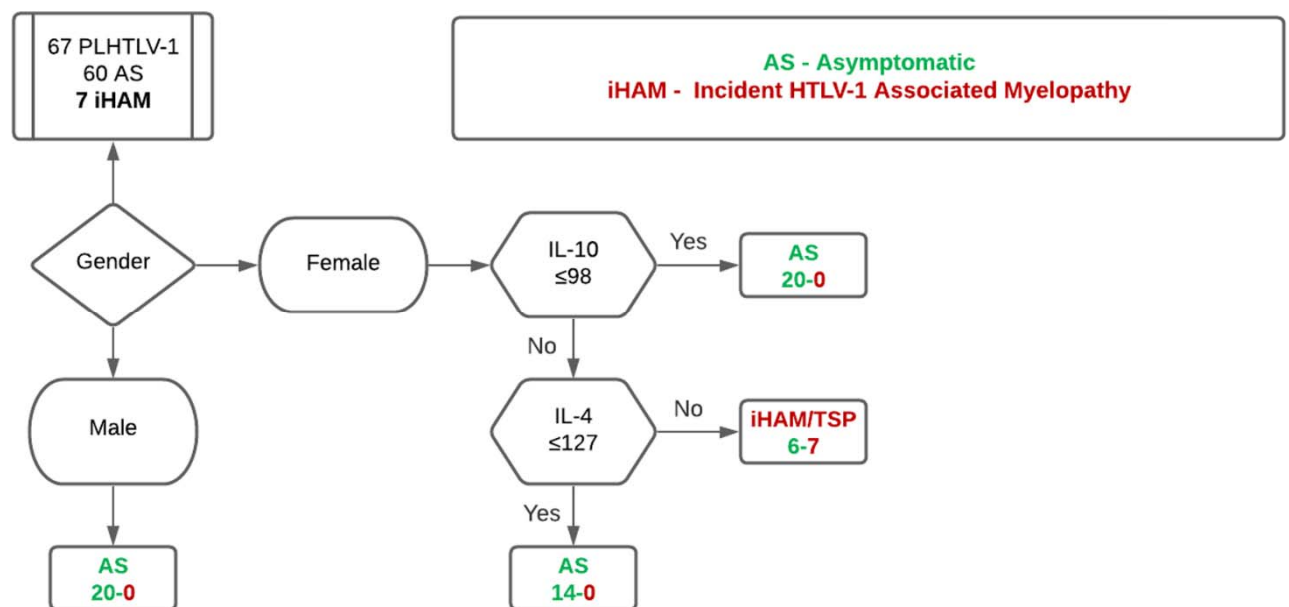 67 PLHTLV-1
60 AS
7 iHAM
AS - Asymptomatic
iHAM - Incident HTLV-1 Associated Myelopathy
Gender
Female
IL-10
≤98
Yes
AS
20-0
No
Male
IL-4
≤127
No
iHAM/TSP
6-7
Yes
AS
20-0
AS
14-0